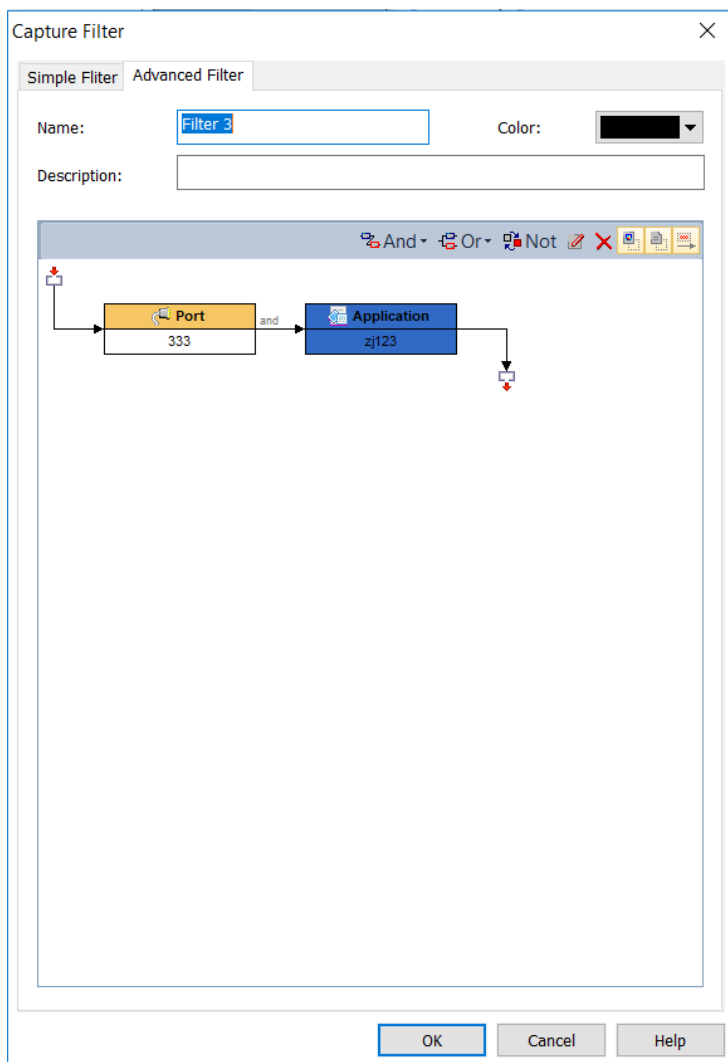 Capture Filter
Simple Fliter Advanced Filter
Name: Filter 3 Color:
Description:
And Or Not
Port and Application
333 zj123
OK Cancel Help